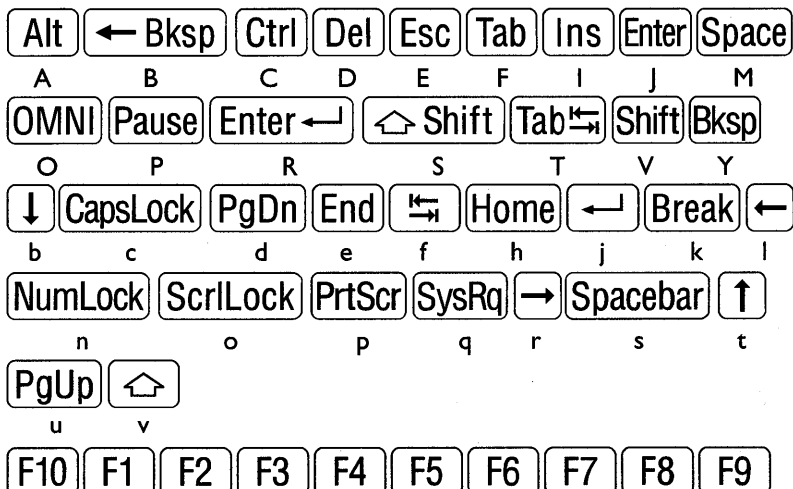 Alt ← Bksp Ctrl Del Esc Tab Ins Enter Space
A B C D E F I J M
OMNI Pause Enter ↵ ⇧ Shift Tab ↹ Shift Bksp
O P R S T V Y
↓ CapsLock PgDn End ↹ Home ↵ Break ←
b c d e f h j k l
NumLock ScrlLock PrtScr SysRq → Spacebar ↑
n o p q r s t
PgUp ⇧
u v
F10 F1 F2 F3 F4 F5 F6 F7 F8 F9